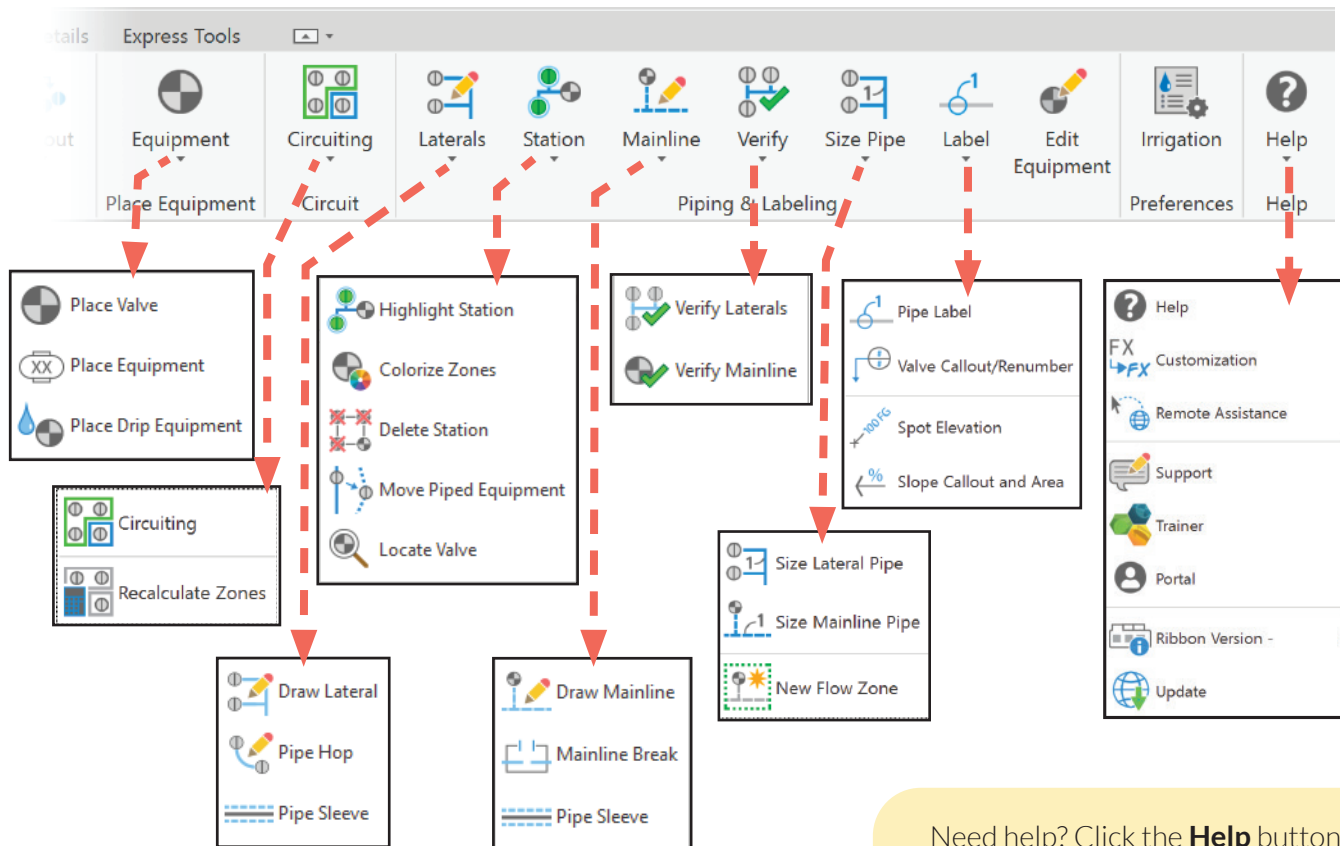 Express Tools
Equipment
Circuiting
Laterals
Station
Mainline
Verify
Size Pipe
Label
Edit
Equipment
Irrigation
Help
Place Equipment
Circuit
Piping & Labeling
Preferences
Help
Place Valve
XX
Place Equipment
Place Drip Equipment
Circuiting
Recalculate Zones
Highlight Station
Colorize Zones
Delete Station
Move Piped Equipment
Locate Valve
Draw Lateral
Pipe Hop
Pipe Sleeve
Draw Mainline
Mainline Break
Pipe Sleeve
Verify Laterals
Verify Mainline
Size Lateral Pipe
Size Mainline Pipe
New Flow Zone
Pipe Label
Valve Callout/Renumber
100 FG
Spot Elevation
%
Slope Callout and Area
Help
FX
FX
Customization
Remote Assistance
Support
Trainer
Portal
Ribbon Version -
Update
Need help? Click the Help button